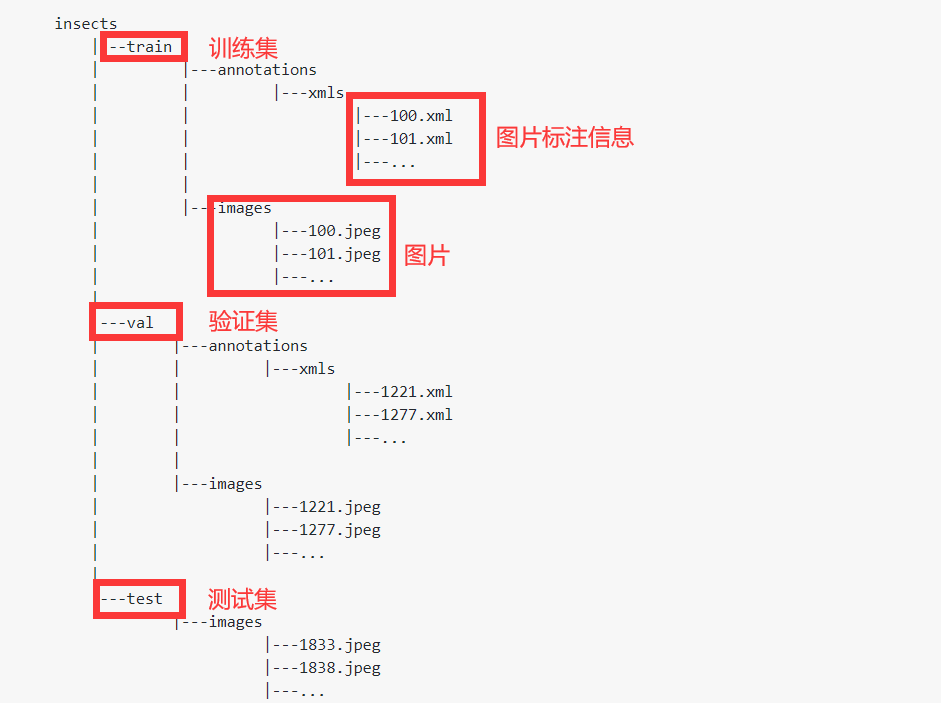 insects
|--train 训练集
|---annotations
|---xmls
|---100.xml
|---101.xml 图片标注信息
|---...
|---images
|---100.jpeg
|---101.jpeg 图片
|---...
---val 验证集
|---annotations
|---xmls
|---1221.xml
|---1277.xml
|---...
|---images
|---1221.jpeg
|---1277.jpeg
|---...
---test 测试集
|---images
|---1833.jpeg
|---1838.jpeg
|---...